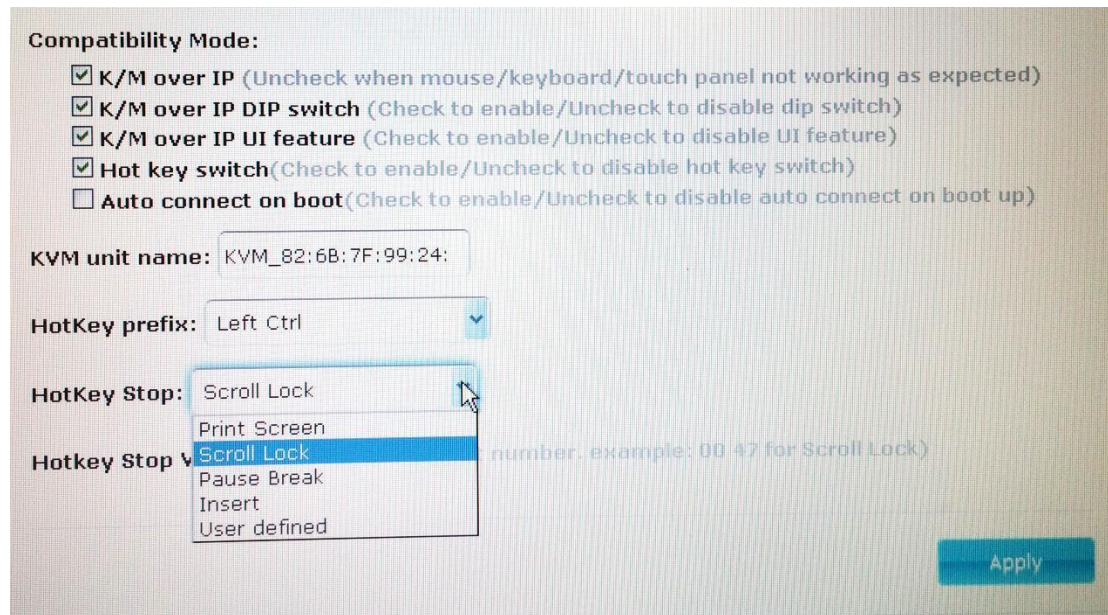 Compatibility Mode:
K/M over IP (Uncheck when mouse/keyboard/touch panel not working as expected)
K/M over IP DIP switch (Check to enable/Uncheck to disable dip switch)
K/M over IP UI feature (Check to enable/Uncheck to disable UI feature)
Hot key switch(Check to enable/Uncheck to disable hot key switch)
Auto connect on boot(Check to enable/Uncheck to disable auto connect on boot up)
KVM unit name: KVM_82:6B:7F:99:24:
HotKey prefix: Left Ctrl
HotKey Stop: Scroll Lock
Print Screen
Hotkey Stop Scroll Lock number, example: 00 47 for Scroll Lock)
Pause Break
Insert
User defined
Apply